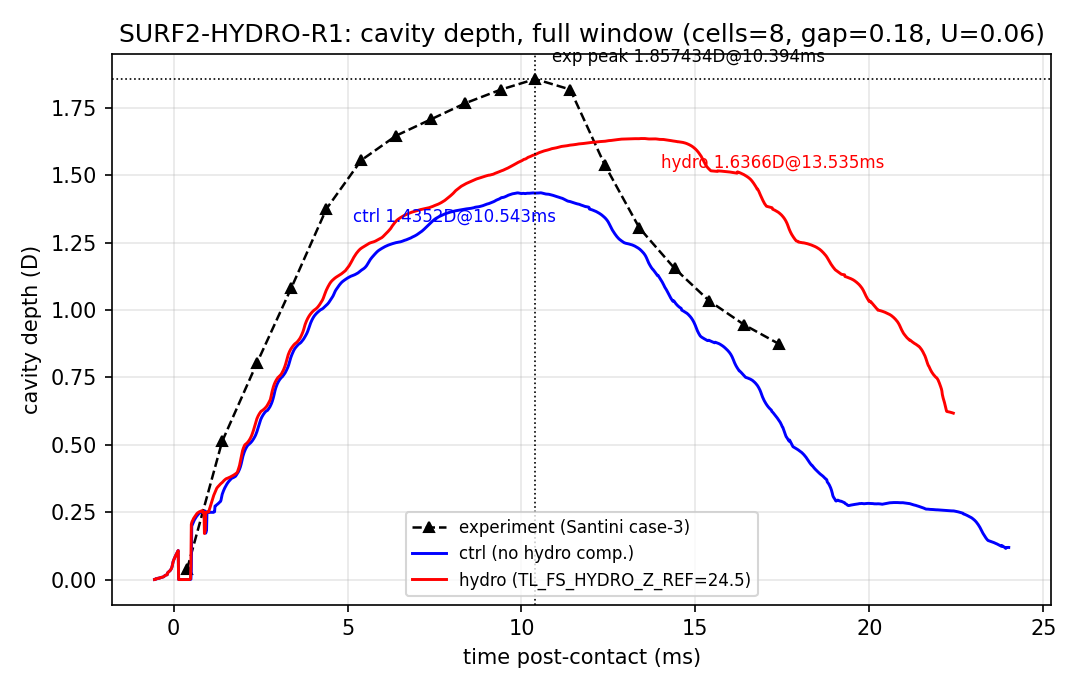 SURF2-HYDRO-R1: cavity depth, full window (cells=8, gap=0.18, U=0.06)
exp peak 1.857434D@10.394ms
hydro 1.6366D@13.535ms
ctrl 1.4352D@10.543ms
cavity depth (D)
1.75
1.50
1.25
1.00
0.75
0.50
0.25
0.00
experiment (Santini case-3)
ctrl (no hydro comp.)
hydro (TL_FS_HYDRO_Z_REF=24.5)
0 5 10 15 20 25
time post-contact (ms)